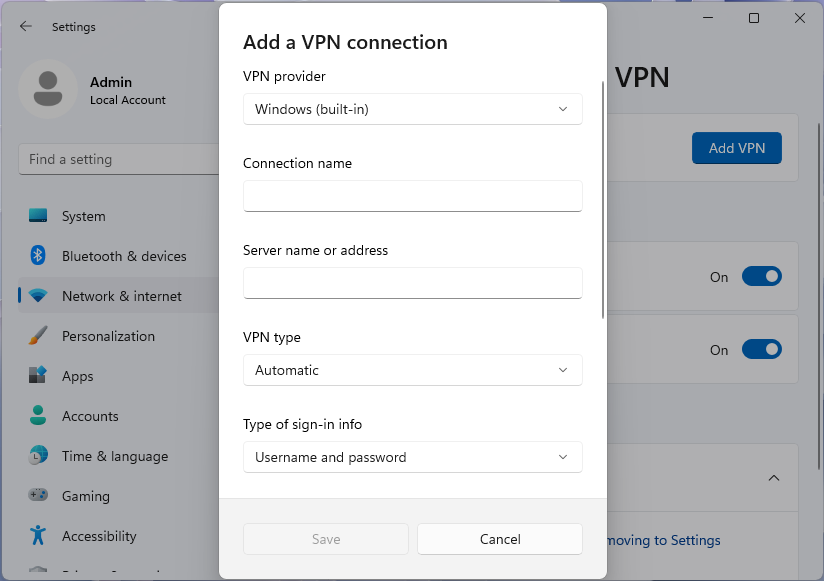 Settings
Admin
Local Account
Find a setting
System
Bluetooth & devices
Network & internet
Personalization
Apps
Accounts
Time & language
Gaming
Accessibility
Add a VPN connection
VPN provider
Windows (built-in)
Connection name
Server name or address
VPN type
Automatic
Type of sign-in info
Username and password
Save
Cancel
VPN
Add VPN
On
On
moving to Settings